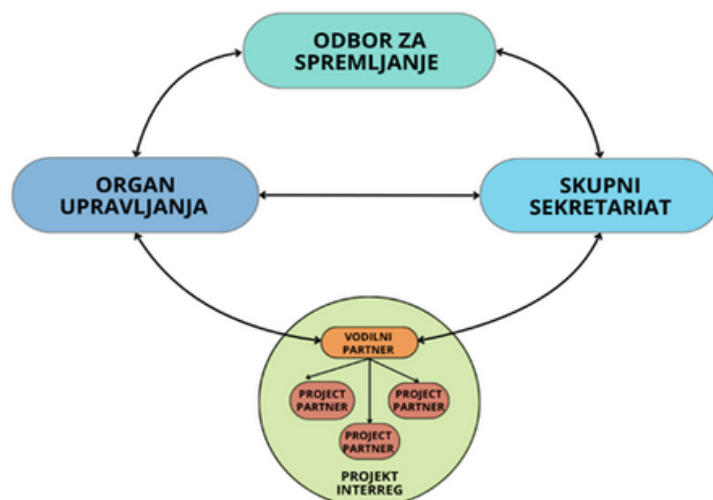 ODBOR ZA
SPREMLJANJE
ORGAN
UPRAVLJANJA
SKUPNI
SEKRETARIAT
VODILNI
PARTNER
PROJECT
PARTNER
PROJECT
PARTNER
PROJECT
PARTNER
PROJEKT
INTERREG